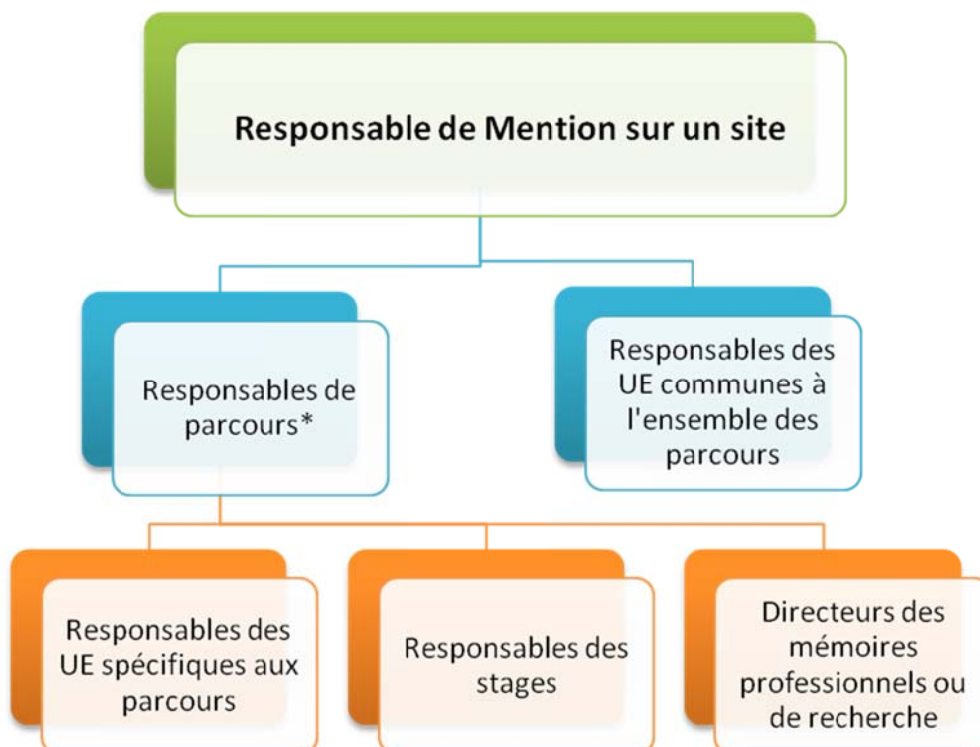 Responsable de Mention sur un site
Responsables de
parcours*
Responsables des
UE communes à
l'ensemble des
parcours
Responsables des
UE spécifiques aux
parcours
Responsables des
stages
Directeurs des
mémoires
professionnels ou
de recherche